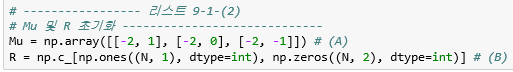 # ---------------- 리스트 9-1-(2)
# Mu 및 R 초기화 ----------------------------
Mu = np.array([[-2, 1], [-2, 0], [-2, -1]]) # (A)
R = np.c_[np.ones((N, 1), dtype=int), np.zeros((N, 2), dtype=int)] # (B)